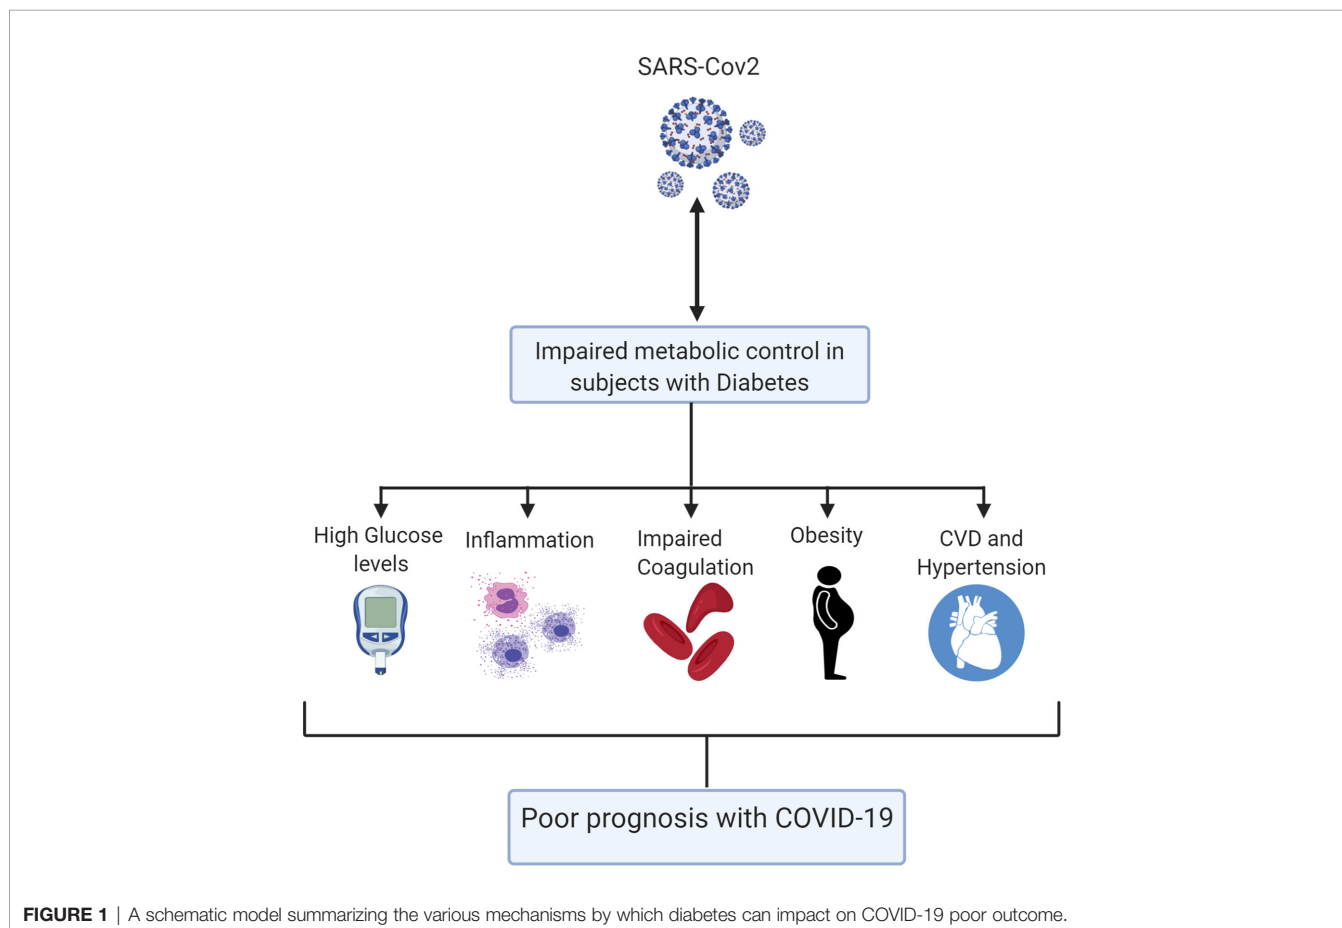 SARS-Cov2
Impaired metabolic control in
subjects with Diabetes
High Glucose
levels
Inflammation
Impaired
Coagulation
Obesity
CVD and
Hypertension
Poor prognosis with COVID-19
FIGURE 1 | A schematic model summarizing the various mechanisms by which diabetes can impact on COVID-19 poor outcome.